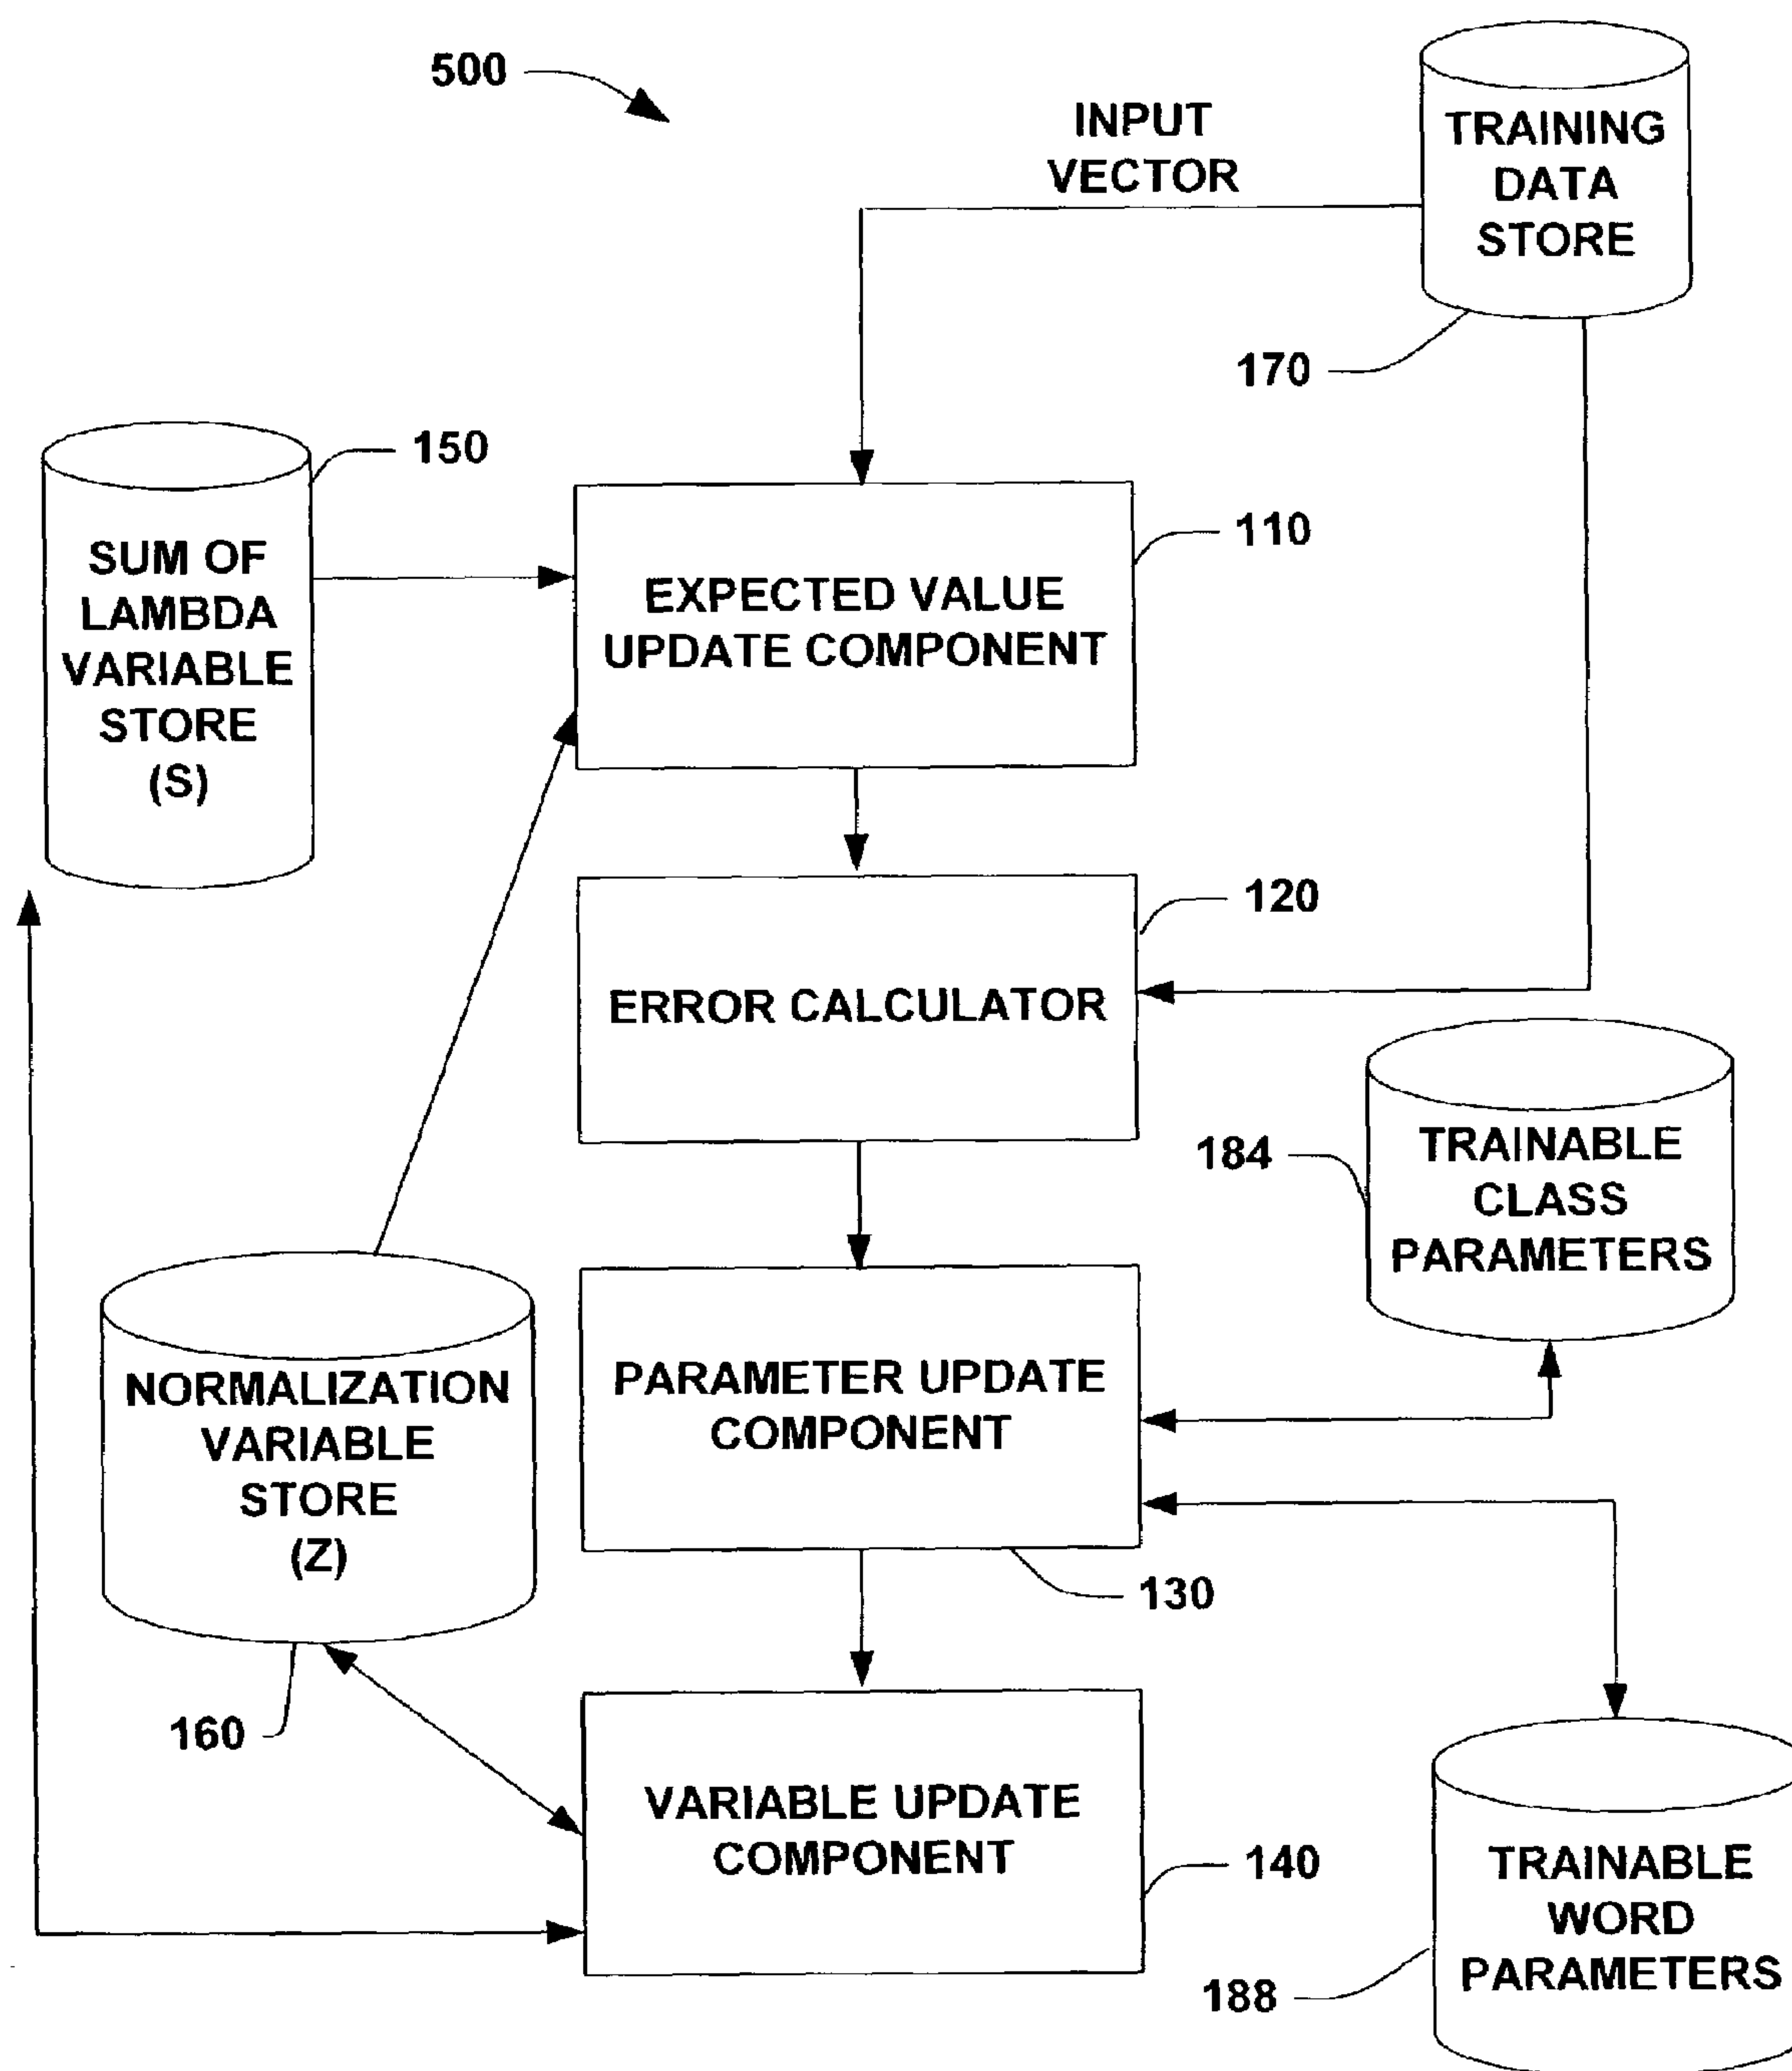 500
INPUT
VECTOR
TRAINING
DATA
STORE
170
150
SUM OF
LAMBDA
VARIABLE
STORE
(S)
110
EXPECTED VALUE
UPDATE COMPONENT
120
ERROR CALCULATOR
184
TRAINABLE
CLASS
PARAMETERS
NORMALIZATION
VARIABLE
STORE
(Z)
160
PARAMETER UPDATE
COMPONENT
130
VARIABLE UPDATE
COMPONENT
140
TRAINABLE
WORD
PARAMETERS
188